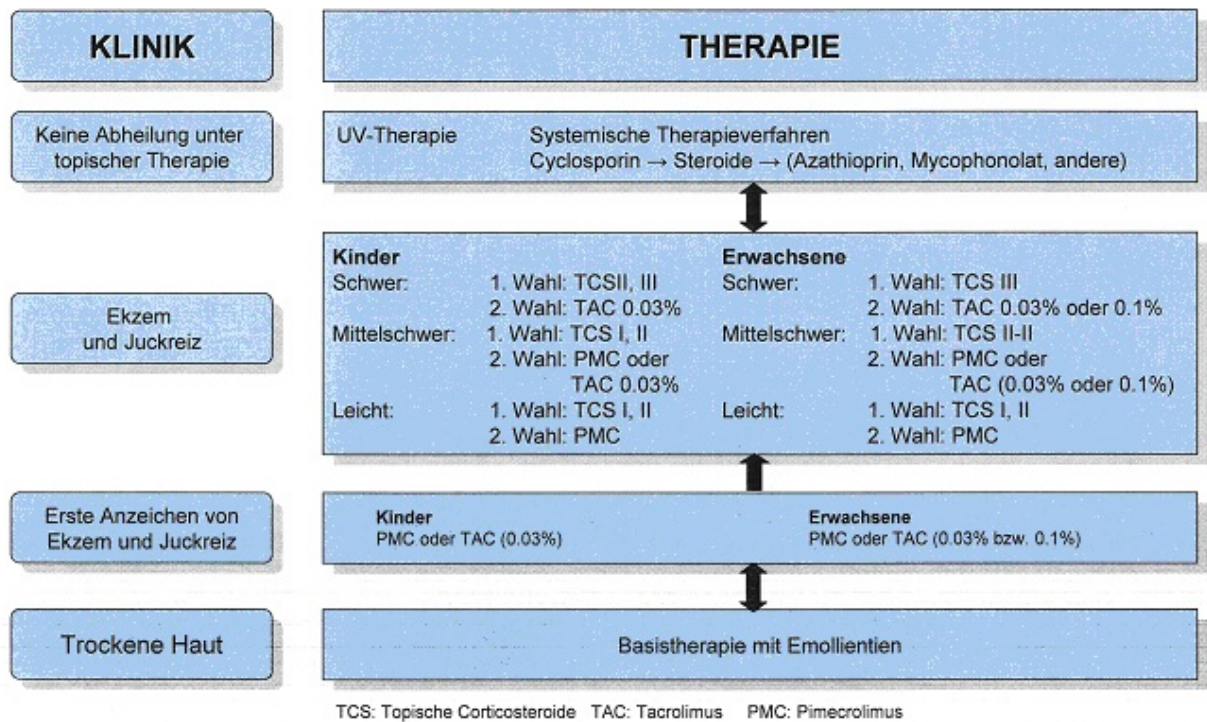 KLINIK
THERAPIE
Keine Abheilung unter
topischer Therapie
UV-Therapie Systemische Therapieverfahren
Cyclosporin → Steroide → (Azathioprin, Mycophonolat, andere)
Ekzem
und Juckreiz
Kinder
Schwer: 1. Wahl: TCSII, III
2. Wahl: TAC 0.03%
Mittelschwer: 1. Wahl: TCS I, II
2. Wahl: PMC oder
TAC 0.03%
Leicht: 1. Wahl: TCS I, II
2. Wahl: PMC
Erwachsene
Schwer: 1. Wahl: TCS III
2. Wahl: TAC 0.03% oder 0.1%
Mittelschwer: 1. Wahl: TCS II-II
2. Wahl: PMC oder
TAC (0.03% oder 0.1%)
Leicht: 1. Wahl: TCS I, II
2. Wahl: PMC
Erste Anzeichen von
Ekzem und Juckreiz
Kinder
PMC oder TAC (0.03%)
Erwachsene
PMC oder TAC (0.03% bzw. 0.1%)
Trockene Haut
Basistherapie mit Emollientien
TCS: Topische Corticosteroide TAC: Tacrolimus PMC: Pimecrolimus